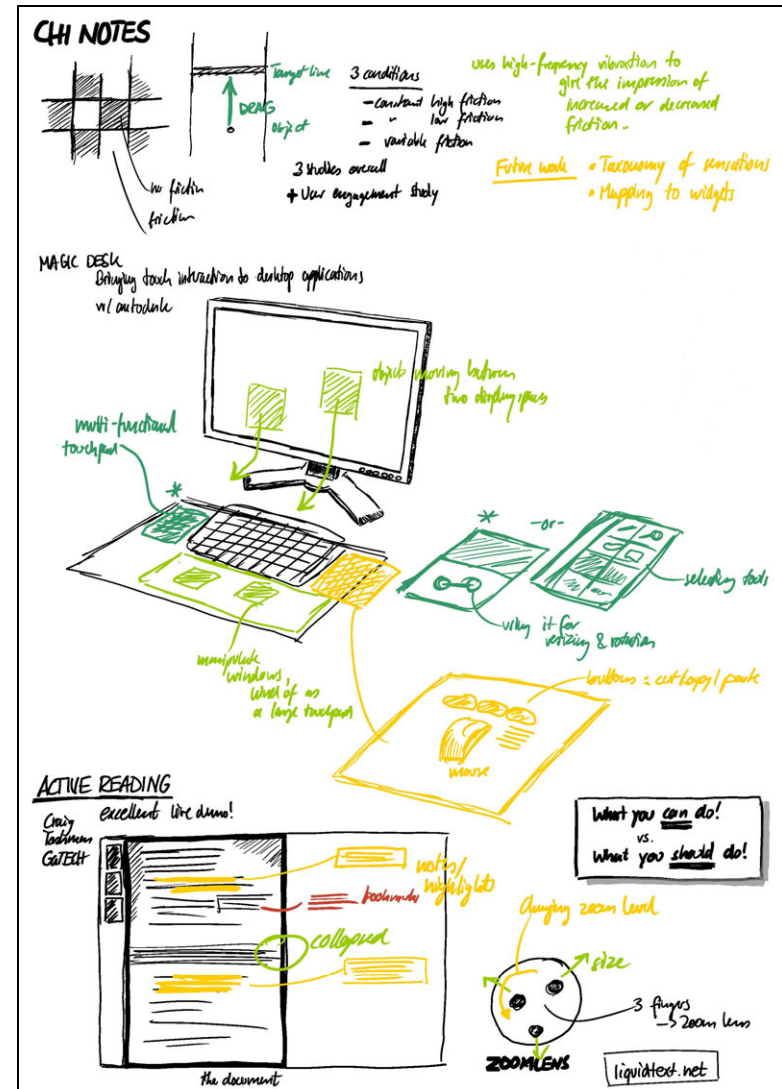 CHI NOTES
Target line
DRAG
object
no friction
friction
3 conditions
- constant high friction
- " low friction
- variable friction
3 studies overall
+ User engagement study
uses high-frequency vibration to
give the impression of
increased or decreased
friction.
Future work • Taxonomy of sensations
• Mapping to widgets
MAGIC DESK
Bringing touch interaction to desktop applications
w/ autodesk
objects moving between
two display spaces
multi-functional
touchpad
*
*
-or-
selecting tools
using it for
resizing & rotation
manipulate
windows,
kind of as
a large touchpad
buttons = cut/copy/paste
mouse
ACTIVE READING
excellent live demo!
Craig
Tashman
GaTECH
notes/
highlights
bookmarks
collapsed
the document
What you can do!
vs.
What you should do!
changing zoom level
size
3 fingers
-> zoom lens
ZOOMLENS
liquidtext.net